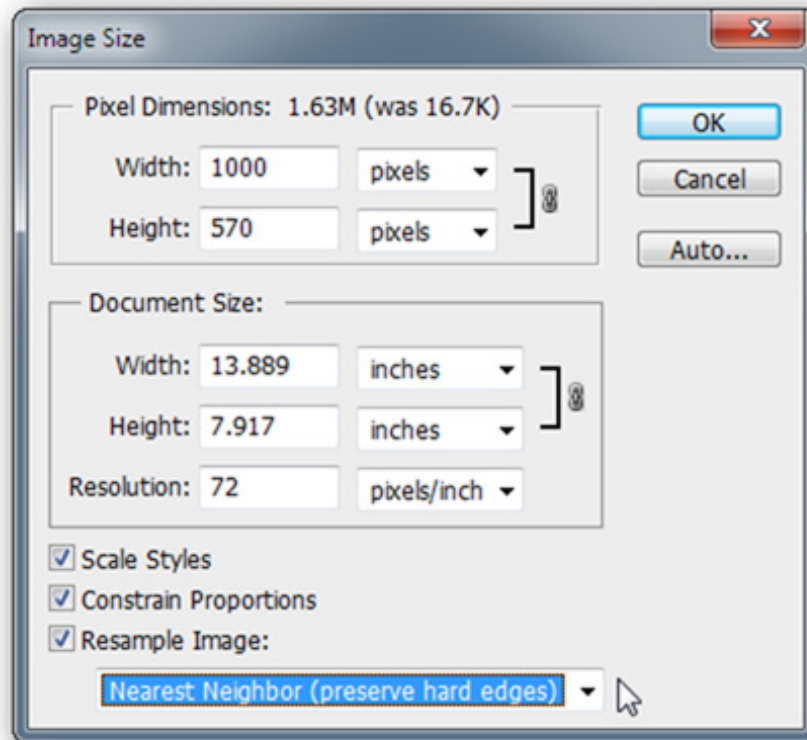 Image Size
Pixel Dimensions: 1.63M (was 16.7K)
OK
Width: 1000 pixels
Cancel
Height: 570 pixels
Auto...
Document Size:
Width: 13.889 inches
Height: 7.917 inches
Resolution: 72 pixels/inch
Scale Styles
Constrain Proportions
Resample Image:
Nearest Neighbor (preserve hard edges)